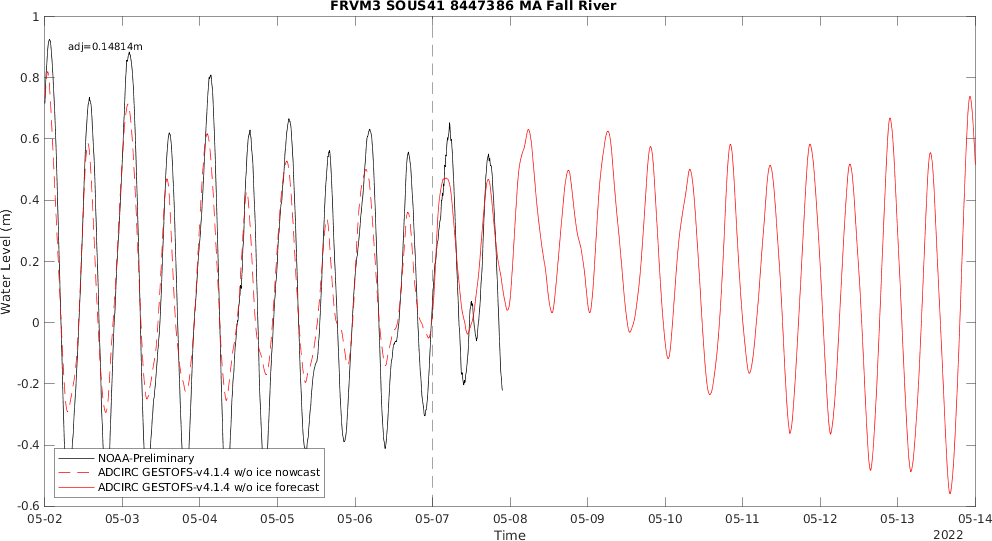 FRVM3 SOUS41 8447386 MA Fall River
adj=0.14814m
Water Level (m)
1
0.8
0.6
0.4
0.2
0
-0.2
-0.4
-0.6
NOAA-Preliminary
ADCIRC GESTOFS-v4.1.4 w/o ice nowcast
ADCIRC GESTOFS-v4.1.4 w/o ice forecast
05-02 05-03 05-04 05-05 05-06 05-07 05-08 05-09 05-10 05-11 05-12 05-13 05-14
Time
2022